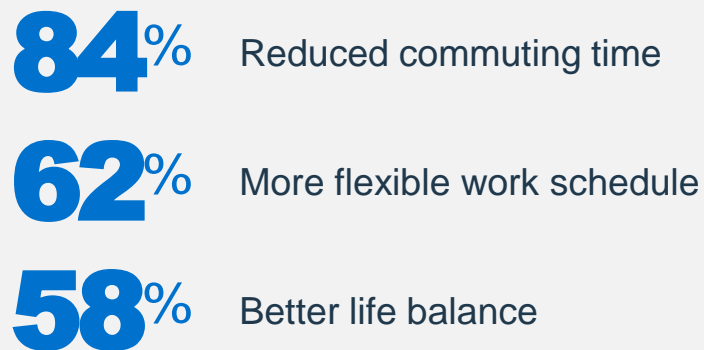 84% Reduced commuting time
62% More flexible work schedule
58% Better life balance